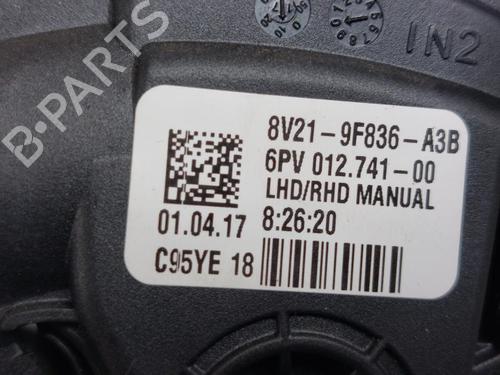 IN2
8V21-9F836-A3B
6PV 012.741-00
LHD/RHD MANUAL
01.04.17 8:26:20
C95YE 18
B-PARTS